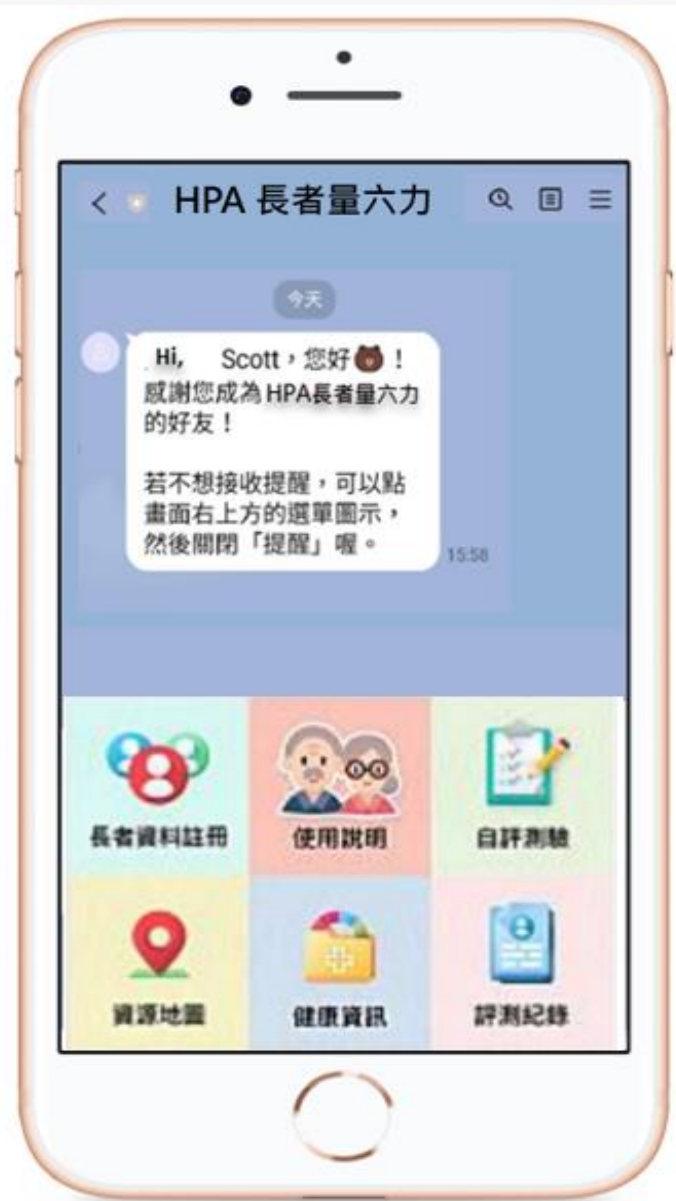 HPA 長者量六力
今天
Hi, Scott，您好！
感謝您成為HPA長者量六力
的好友！
若不想接收提醒，可以點
畫面右上方的選單圖示，
然後關閉「提醒」喔。
15:58
長者資料註冊
使用說明
自評測驗
資源地圖
健康資訊
評測紀錄